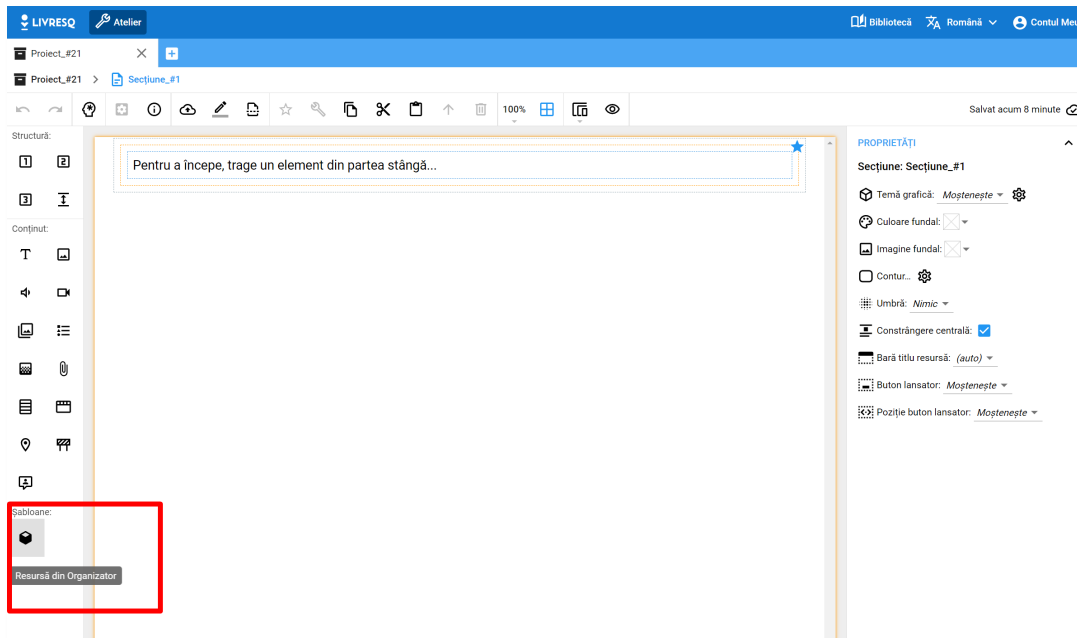 LIVRESQ Atelier Bibliotecă Română Contul Meu
Proiect_#21
Proiect_#21 > Secțiune_#1
100% Salvat acum 8 minute
Structură:
Conținut:
Șabloane:
Resursă din Organizator
Pentru a începe, trage un element din partea stângă...
PROPRIETĂȚI
Secțiune: Secțiune_#1
Temă grafică: Moștenește
Culoare fundal:
Imagine fundal:
Contur...
Umbră: Nimic
Constrângere centrală:
Bară titlu resursă: (auto)
Buton lansator: Moștenește
Poziție buton lansator: Moștenește